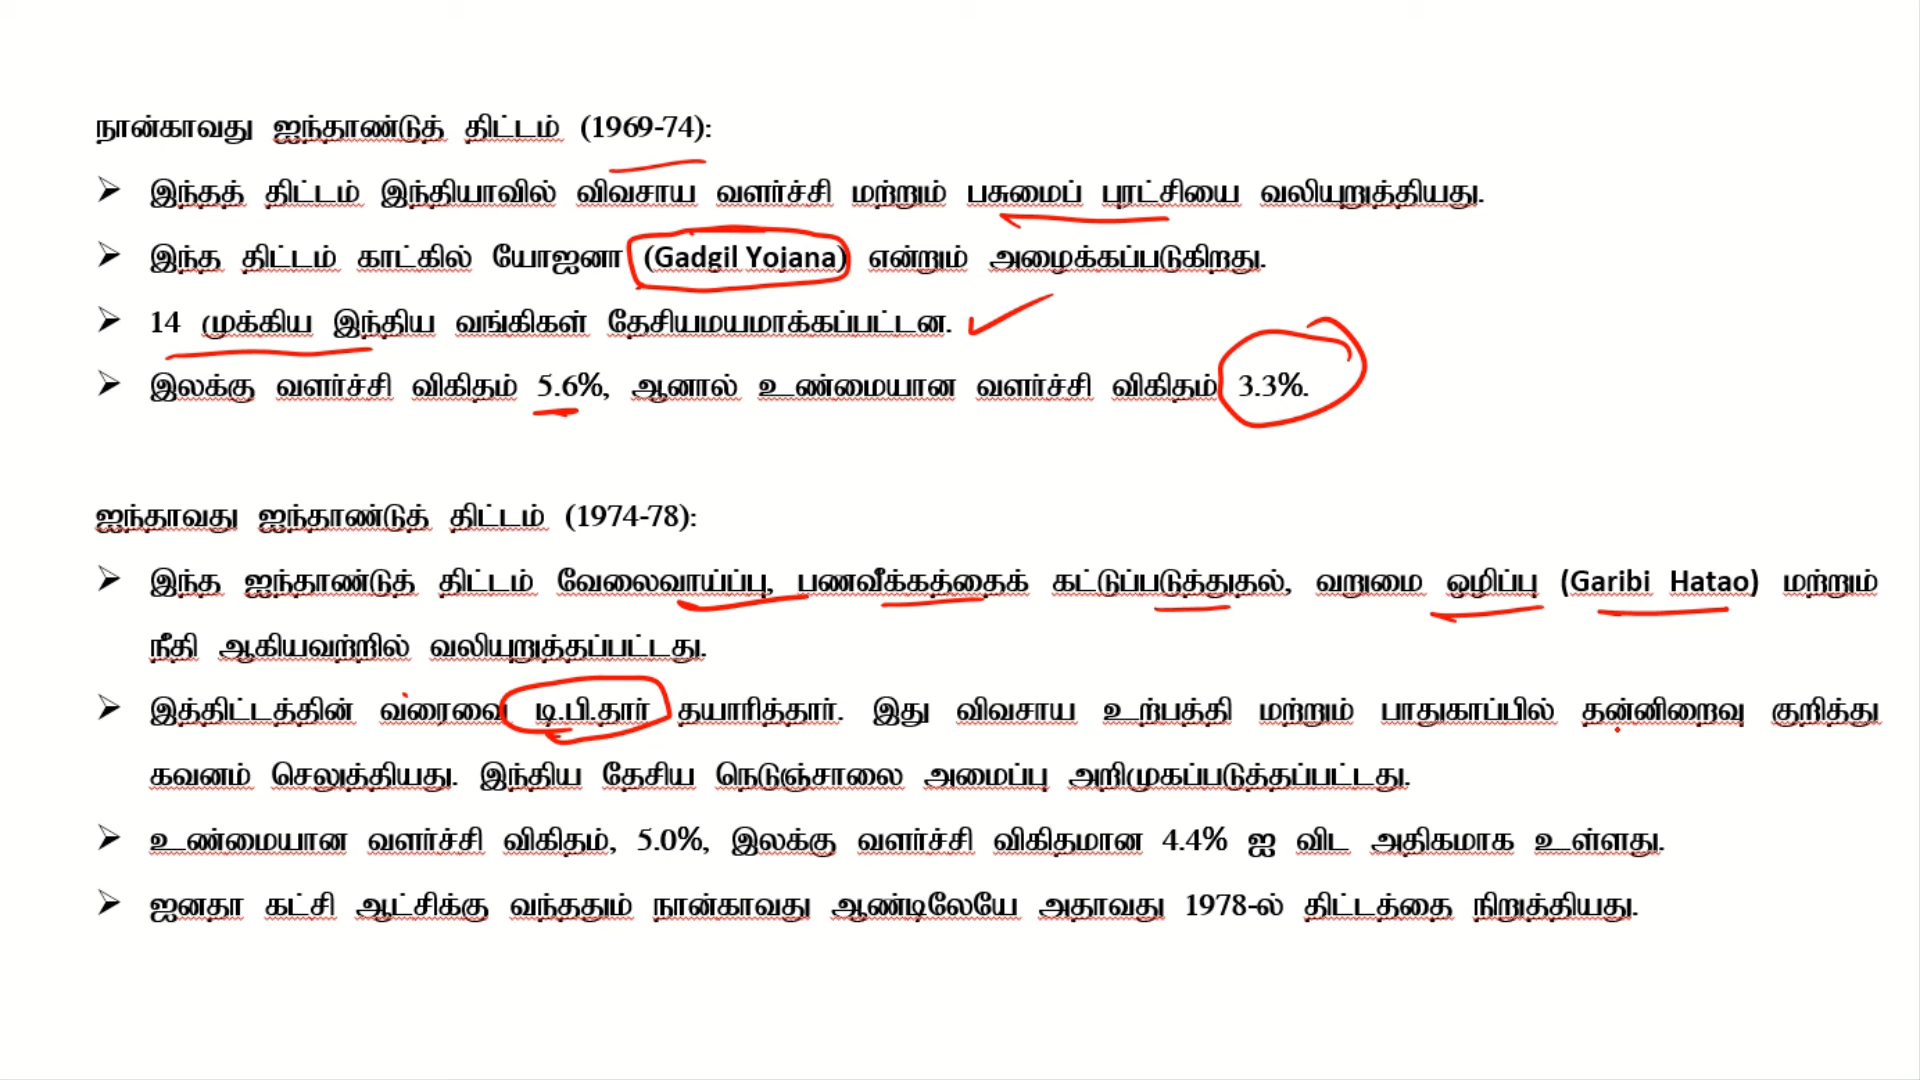 நான்காவது ஐந்தாண்டுத் திட்டம் (1969-74):
➢ இந்தத் திட்டம் இந்தியாவில் விவசாய வளர்ச்சி மற்றும் பசுமைப் புரட்சியை வலியுறுத்தியது.
➢ இந்த திட்டம் காட்கில் யோஜனா (Gadgil Yojana) என்றும் அழைக்கப்படுகிறது.
➢ 14 முக்கிய இந்திய வங்கிகள் தேசியமயமாக்கப்பட்டன.
➢ இலக்கு வளர்ச்சி விகிதம் 5.6%, ஆனால் உண்மையான வளர்ச்சி விகிதம் 3.3%.
ஐந்தாவது ஐந்தாண்டுத் திட்டம் (1974-78):
➢ இந்த ஐந்தாண்டுத் திட்டம் வேலைவாய்ப்பு, பணவீக்கத்தைக் கட்டுப்படுத்துதல், வறுமை ஒழிப்பு (Garibi Hatao) மற்றும்
நீதி ஆகியவற்றில் வலியுறுத்தப்பட்டது.
➢ இத்திட்டத்தின் வரைவை டி.பி.தார் தயாரித்தார். இது விவசாய உற்பத்தி மற்றும் பாதுகாப்பில் தன்னிறைவு குறித்து
கவனம் செலுத்தியது. இந்திய தேசிய நெடுஞ்சாலை அமைப்பு அறிமுகப்படுத்தப்பட்டது.
➢ உண்மையான வளர்ச்சி விகிதம், 5.0%, இலக்கு வளர்ச்சி விகிதமான 4.4% ஐ விட அதிகமாக உள்ளது.
➢ ஜனதா கட்சி ஆட்சிக்கு வந்ததும் நான்காவது ஆண்டிலேயே அதாவது 1978-ல் திட்டத்தை நிறுத்தியது.